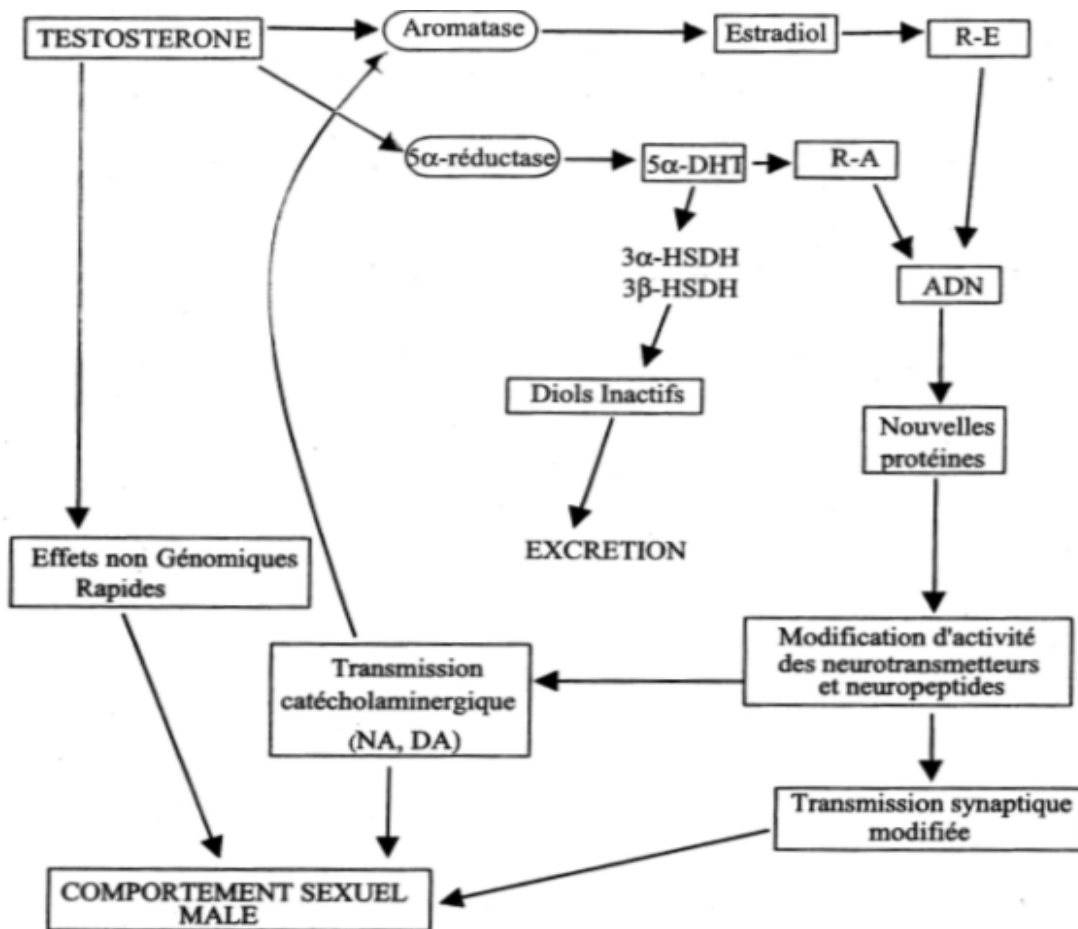 TESTOSTERONE
Aromatase
Estradiol
R-E
5α-réductase
5α-DHT
R-A
3α-HSDH
3β-HSDH
ADN
Diols Inactifs
Nouvelles
protéines
EXCRETION
Effets non Génomiques
Rapides
Transmission
catécholaminergique
(NA, DA)
Modification d'activité
des neurotransmetteurs
et neuropeptides
Transmission synaptique
modifiée
COMPORTEMENT SEXUEL
MALE